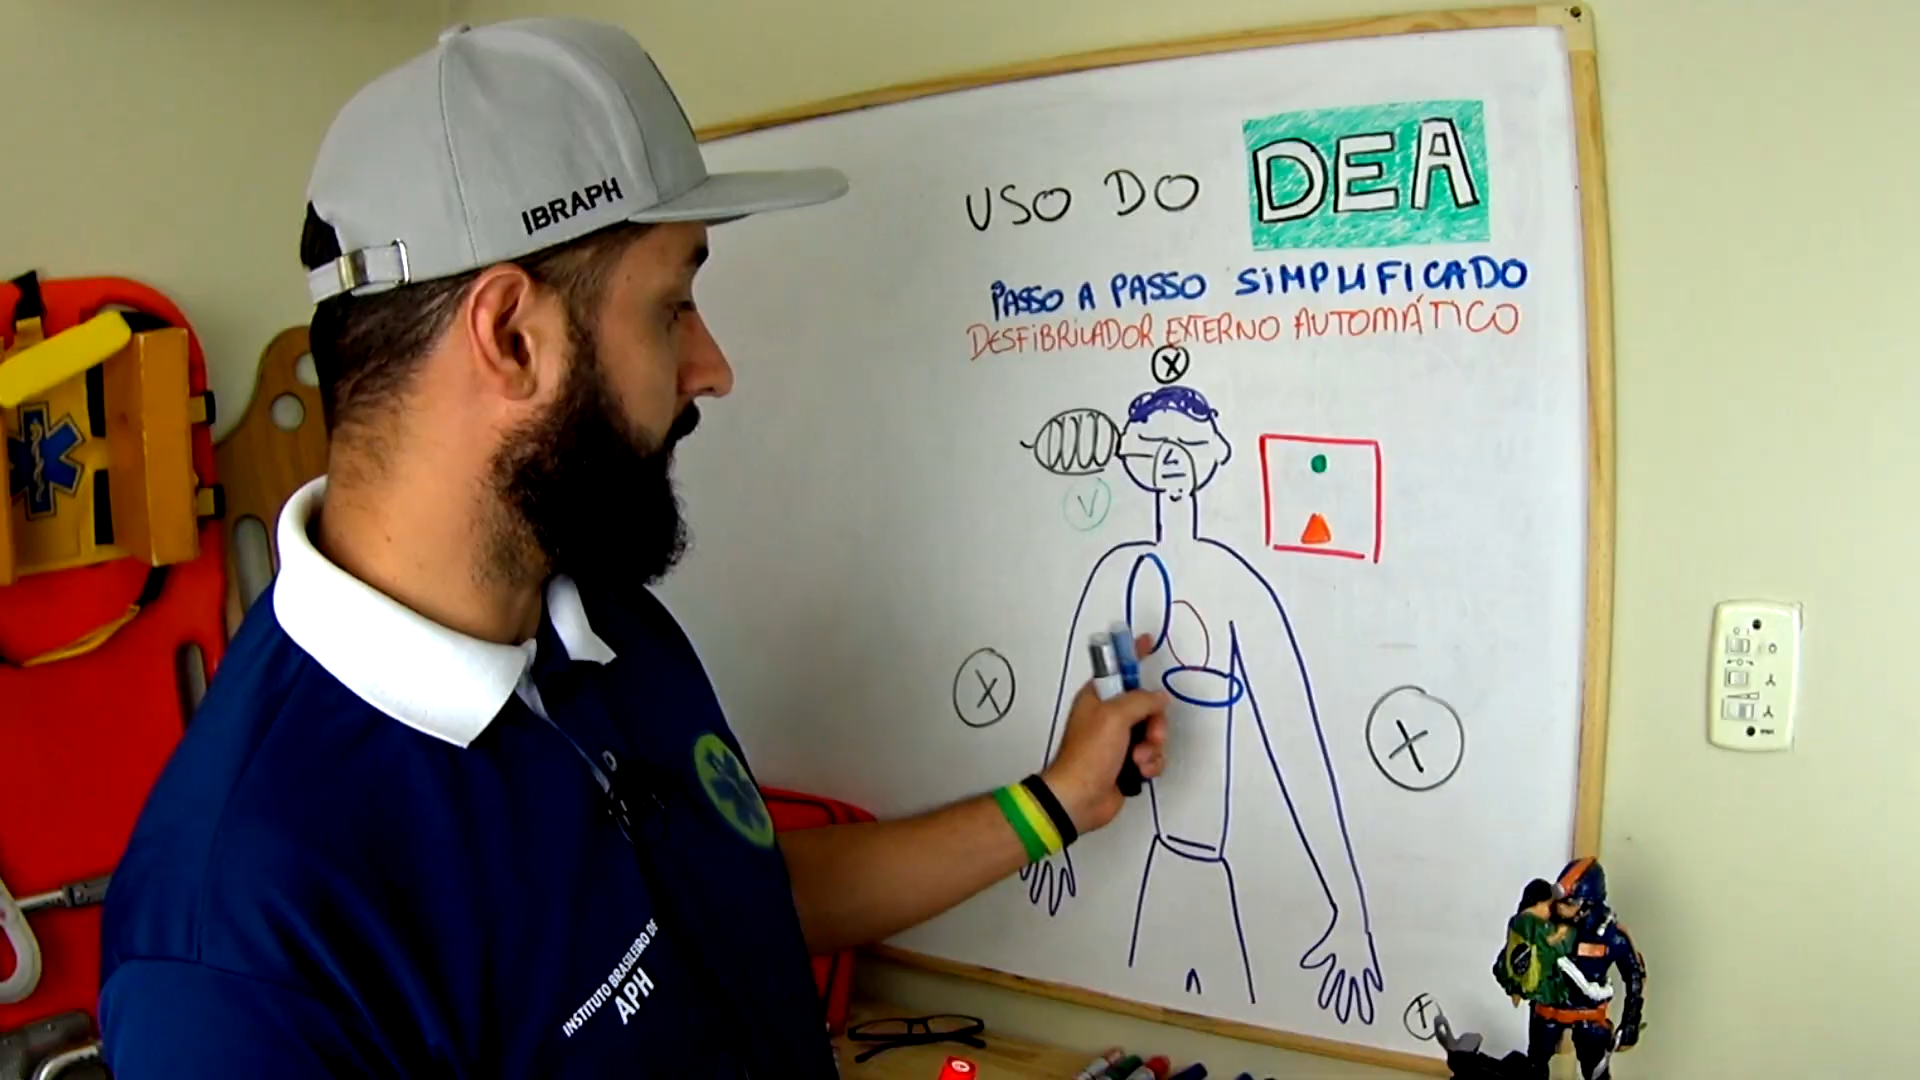 IBRAPH
USO DO DEA
PASSO A PASSO SIMPLIFICADO
DESFIBRILADOR EXTERNO AUTOMÁTICO
X
V
X
X
F
INSTITUTO BRASILEIRO DE
APH